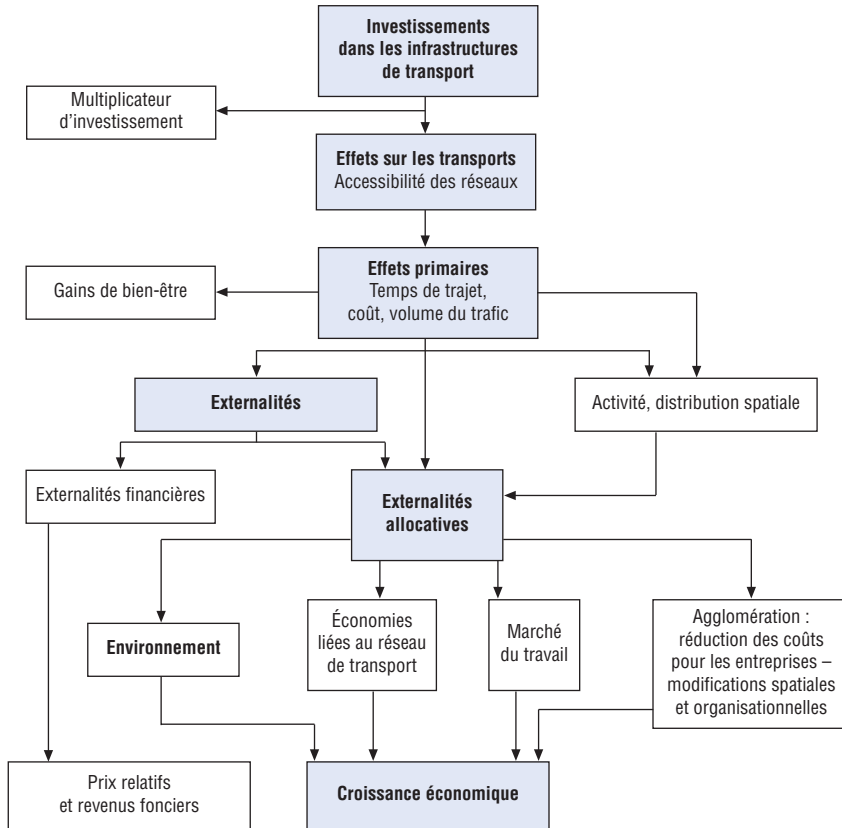 Investissements
dans les infrastructures
de transport
Multiplicateur
d’investissement
Effets sur les transports
Accessibilité des réseaux
Effets primaires
Temps de trajet,
coût, volume du trafic
Gains de bien-être
Externalités
Activité, distribution spatiale
Externalités financières
Externalités
allocatives
Environnement
Économies
liées au réseau
de transport
Marché
du travail
Agglomération :
réduction des coûts
pour les entreprises –
modifications spatiales
et organisationnelles
Prix relatifs
et revenus fonciers
Croissance économique